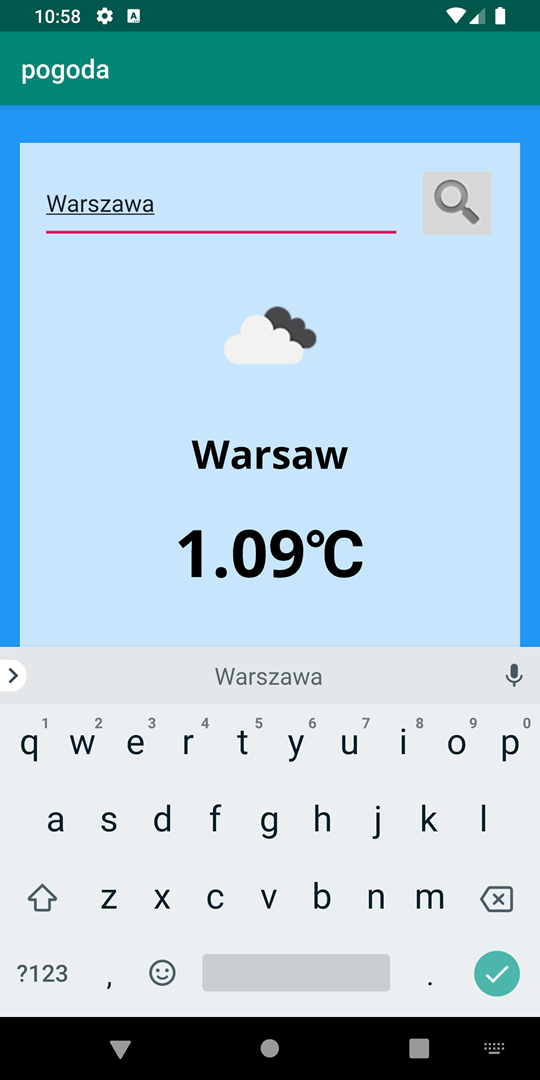 10:58 A
pogoda
Warszawa
Warsaw
1.09°C
Warszawa
1 2 3 4 5 6 7 8 9 0
q w e r t y u i o p
a s d f g h j k l
z x c v b n m
?123 , .